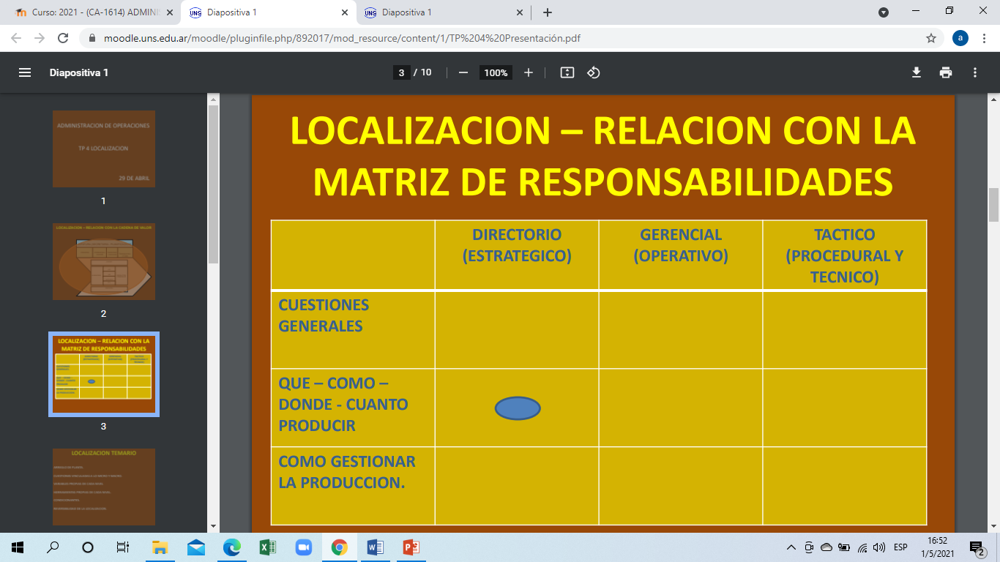 Curso: 2021 - (CA-1614) ADMINIS
Diapositiva 1
Diapositiva 1
moodle.uns.edu.ar/moodle/pluginfile.php/892017/mod_resource/content/1/TP%204%20Presentación.pdf
a
Diapositiva 1
3 / 10
100%
ADMINISTRACION DE OPERACIONES
TP 4 LOCALIZACION
29 DE ABRIL
1
LOCALIZACION – RELACION CON LA CADENA DE VALOR
2
LOCALIZACION – RELACION CON LA
MATRIZ DE RESPONSABILIDADES
3
LOCALIZACION TEMARIO
LOCALIZACION – RELACION CON LA
MATRIZ DE RESPONSABILIDADES
DIRECTORIO
(ESTRATEGICO)
GERENCIAL
(OPERATIVO)
TACTICO
(PROCEDURAL Y
TECNICO)
CUESTIONES
GENERALES
QUE – COMO –
DONDE - CUANTO
PRODUCIR
COMO GESTIONAR
LA PRODUCCION.
ESP
16:52
1/5/2021
2